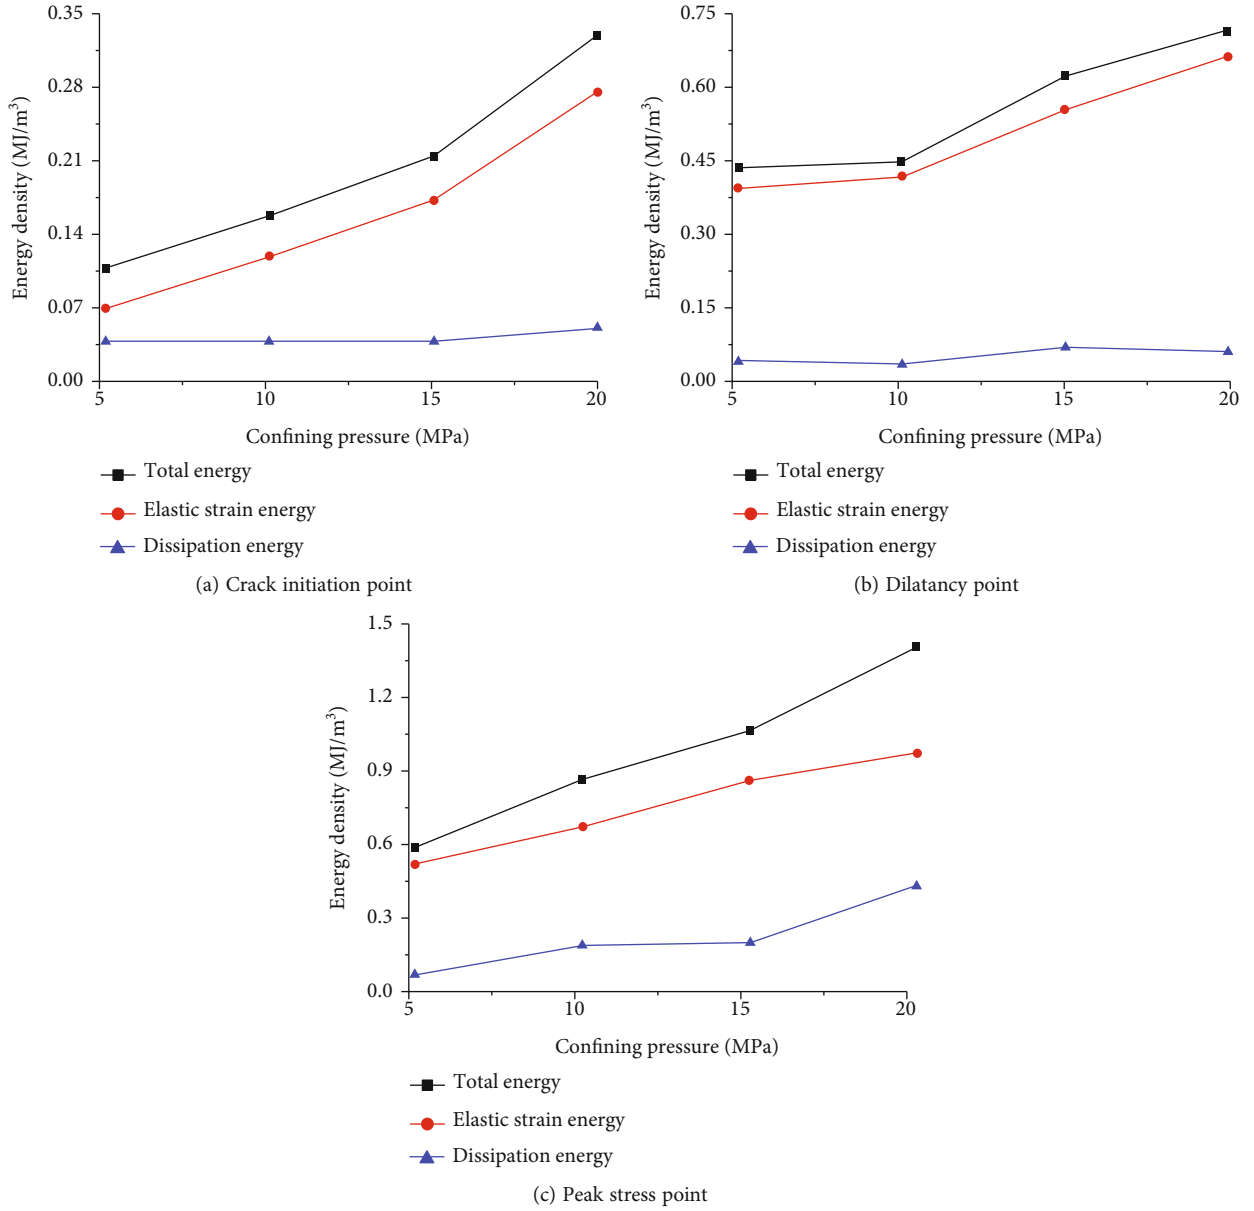 0.35
0.28
0.21
0.14
0.07
0.00
Energy density (MJ/m³)
5 10 15 20
Confining pressure (MPa)
Total energy
Elastic strain energy
Dissipation energy
(a) Crack initiation point
0.75
0.60
0.45
0.30
0.15
0.00
Energy density (MJ/m³)
5 10 15 20
Confining pressure (MPa)
Total energy
Elastic strain energy
Dissipation energy
(b) Dilatancy point
1.5
1.2
0.9
0.6
0.3
0.0
Energy density (MJ/m³)
5 10 15 20
Confining pressure (MPa)
Total energy
Elastic strain energy
Dissipation energy
(c) Peak stress point